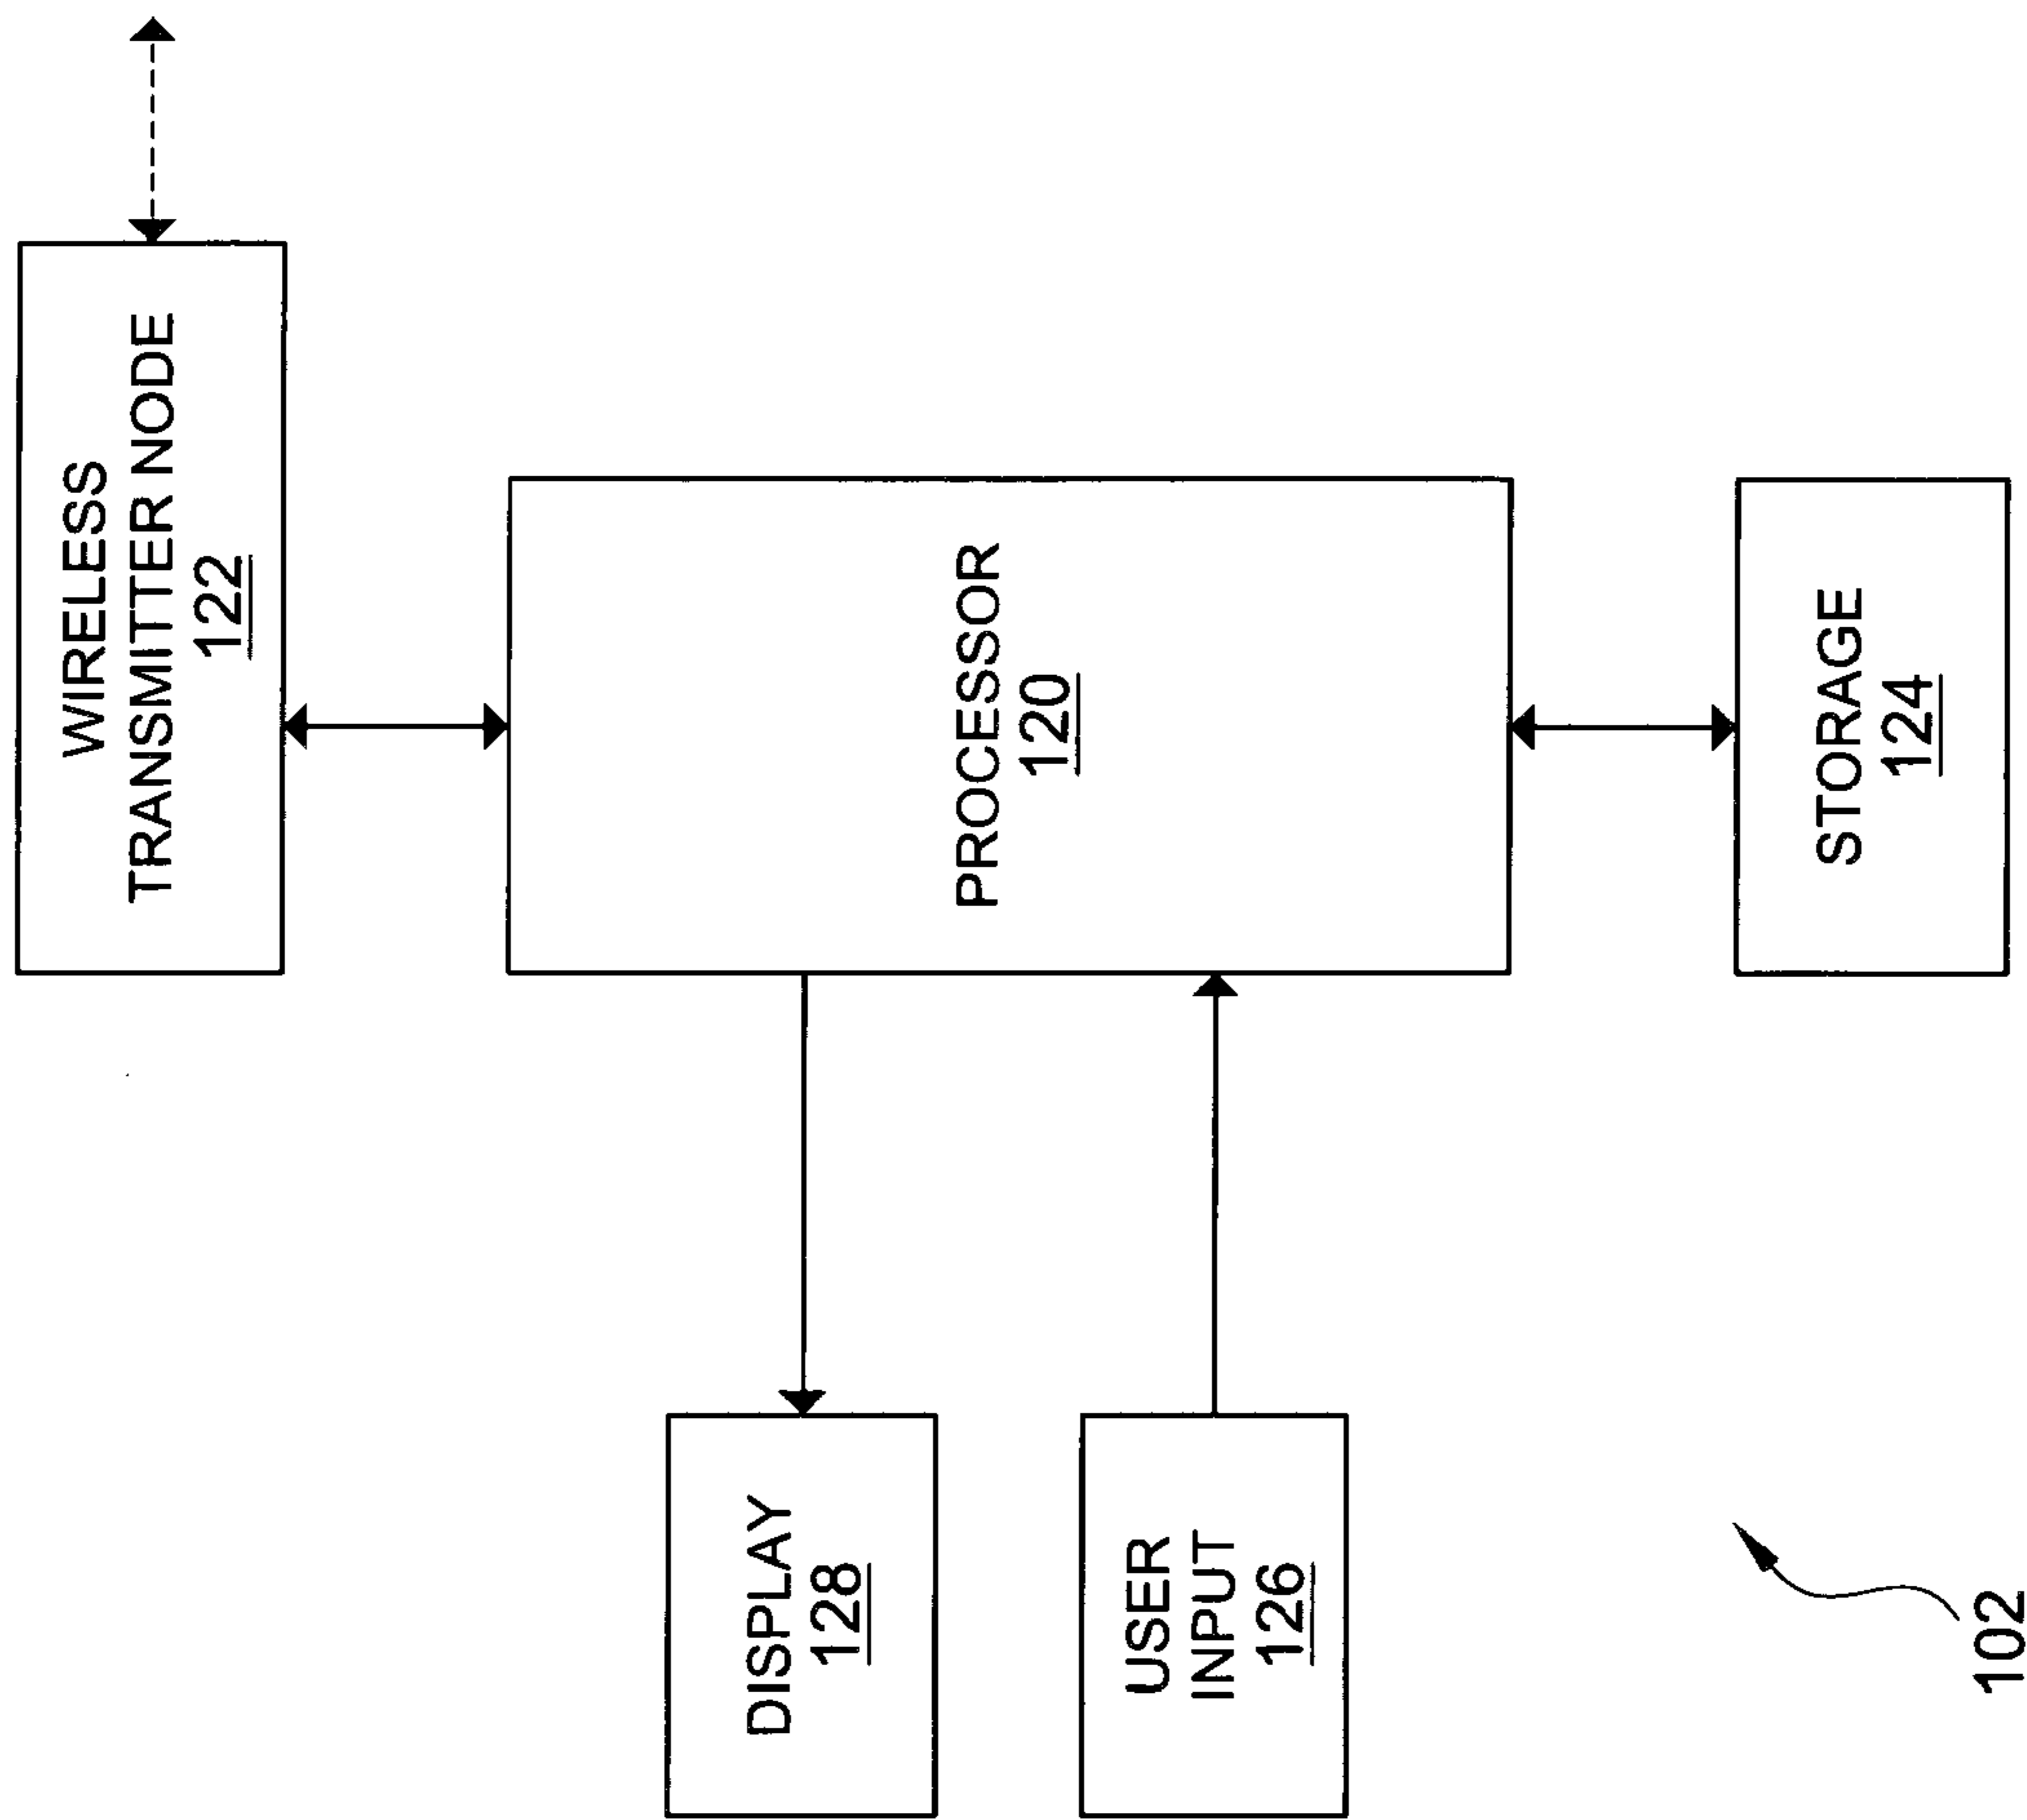 WIRELESS
TRANSMITTER NODE
122
PROCESSOR
120
STORAGE
124
DISPLAY
128
USER
INPUT
126
102